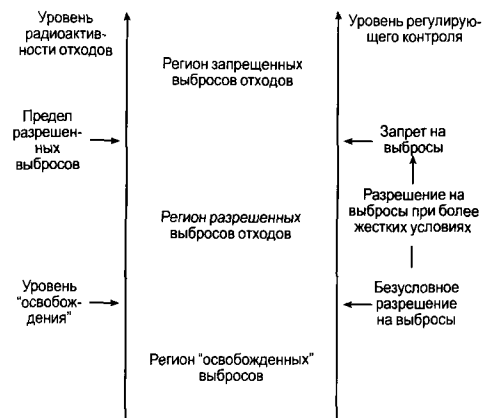 Уровень
радиоактив-
ности отходов
Регион запрещенных
выбросов отходов
Уровень регулирую-
щего контроля
Предел
разрешен-
ных
выбросов
Запрет на
выбросы
Регион разрешенных
выбросов отходов
Разрешение на
выбросы при более
жестких условиях
Уровень
"освобож-
дения"
Безусловное
разрешение
на выбросы
Регион "освобожденных"
выбросов